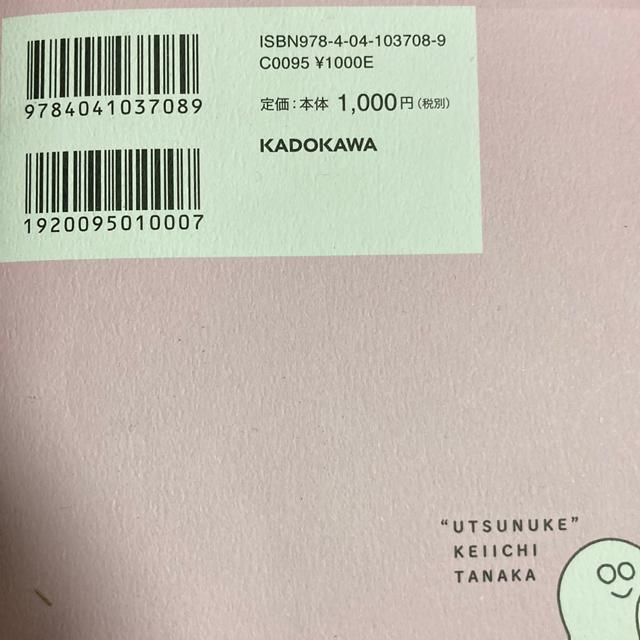 9784041037089
1920095010007
ISBN978-4-04-103708-9
C0095 ¥1000E
定価:本体 1,000円(税別)
KADOKAWA
“UTSUNUKE”
KEIICHI
TANAKA